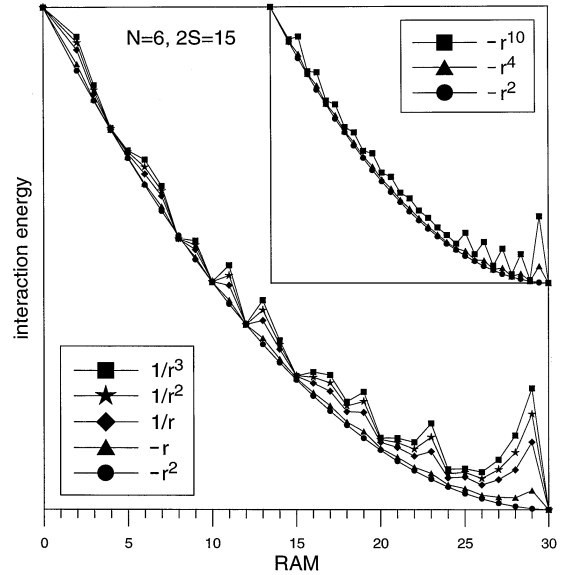 N=6, 2S=15
−r¹⁰
−r⁴
−r²
interaction energy
1/r³
1/r²
1/r
−r
−r²
0 5 10 15 20 25 30
RAM